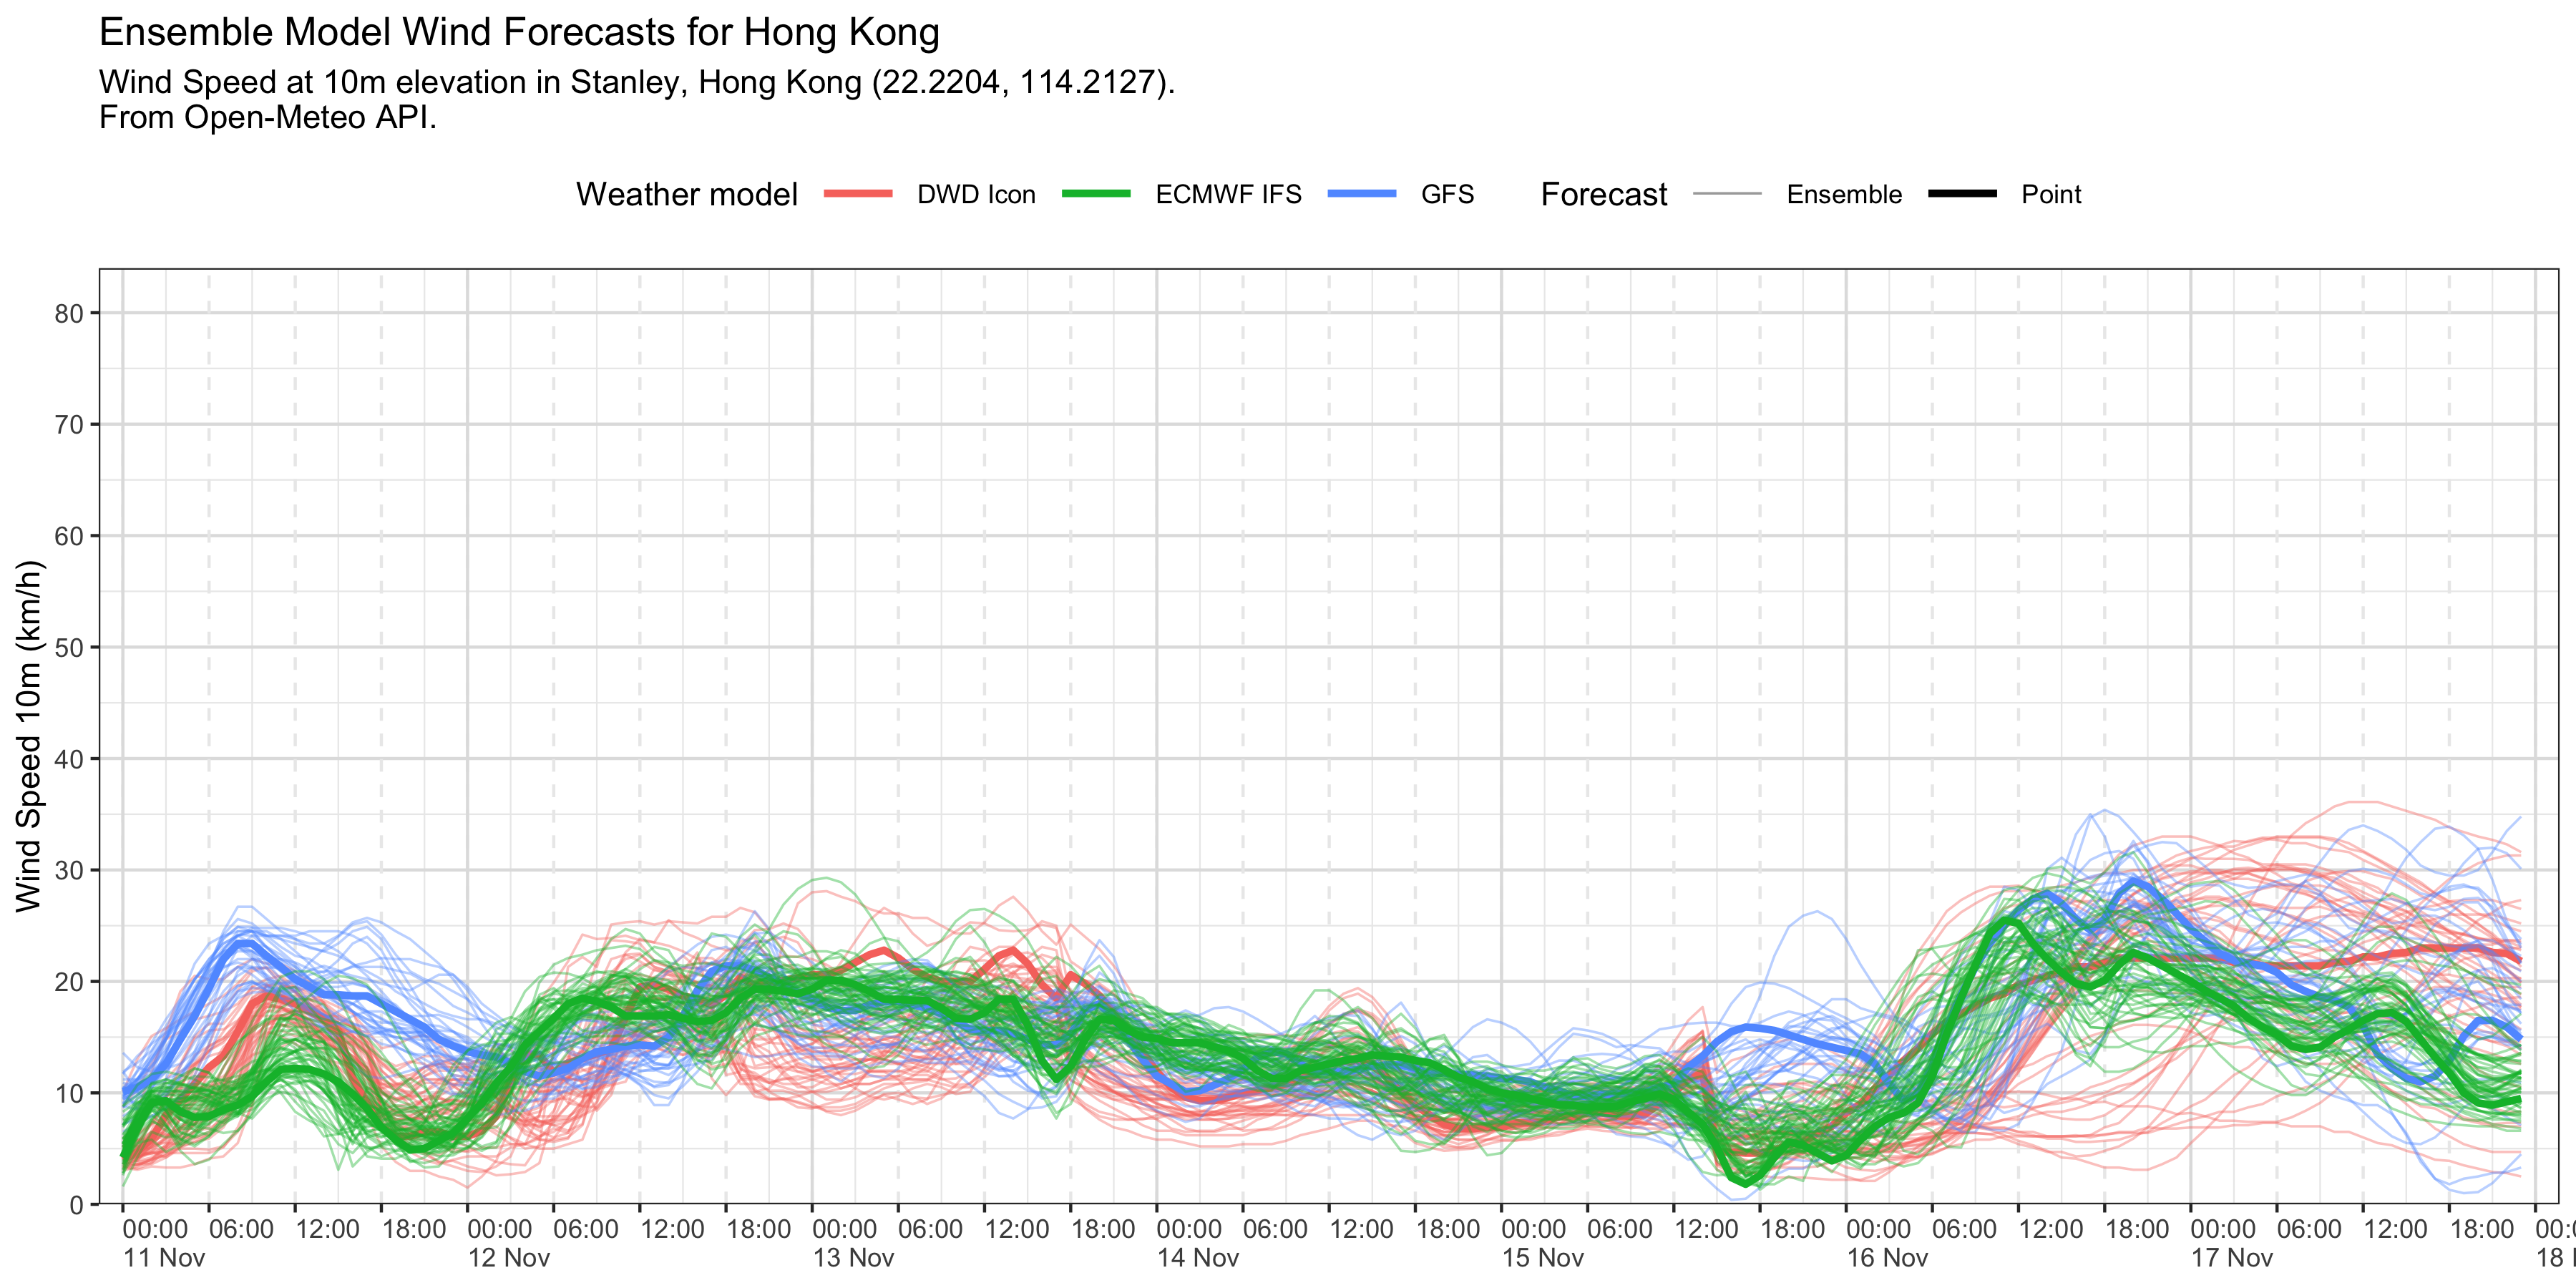 Ensemble Model Wind Forecasts for Hong Kong
Wind Speed at 10m elevation in Stanley, Hong Kong (22.2204, 114.2127).
From Open-Meteo API.
Weather model DWD Icon ECMWF IFS GFS Forecast Ensemble Point
Wind Speed 10m (km/h)
80
70
60
50
40
30
20
10
0
00:00 06:00 12:00 18:00 00:00 06:00 12:00 18:00 00:00 06:00 12:00 18:00 00:00 06:00 12:00 18:00 00:00 06:00 12:00 18:00 00:00 06:00 12:00 18:00 00:00 06:00 12:00 18:00
11 Nov 12 Nov 13 Nov 14 Nov 15 Nov 16 Nov 17 Nov 18